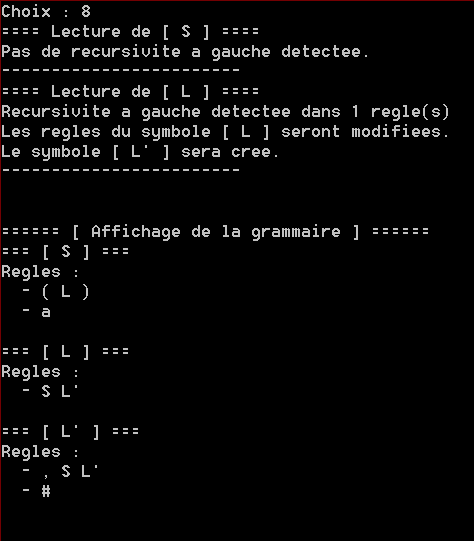 Choix : 8
==== Lecture de [ S ] ====
Pas de recursivite a gauche detectee.
------------------------
==== Lecture de [ L ] ====
Recursivite a gauche detectee dans 1 regle(s)
Les regles du symbole [ L ] seront modifiees.
Le symbole [ L' ] sera cree.
------------------------
====== [ Affichage de la grammaire ] ======
=== [ S ] ===
Regles :
- ( L )
- a
=== [ L ] ===
Regles :
- S L'
=== [ L' ] ===
Regles :
- , S L'
- #